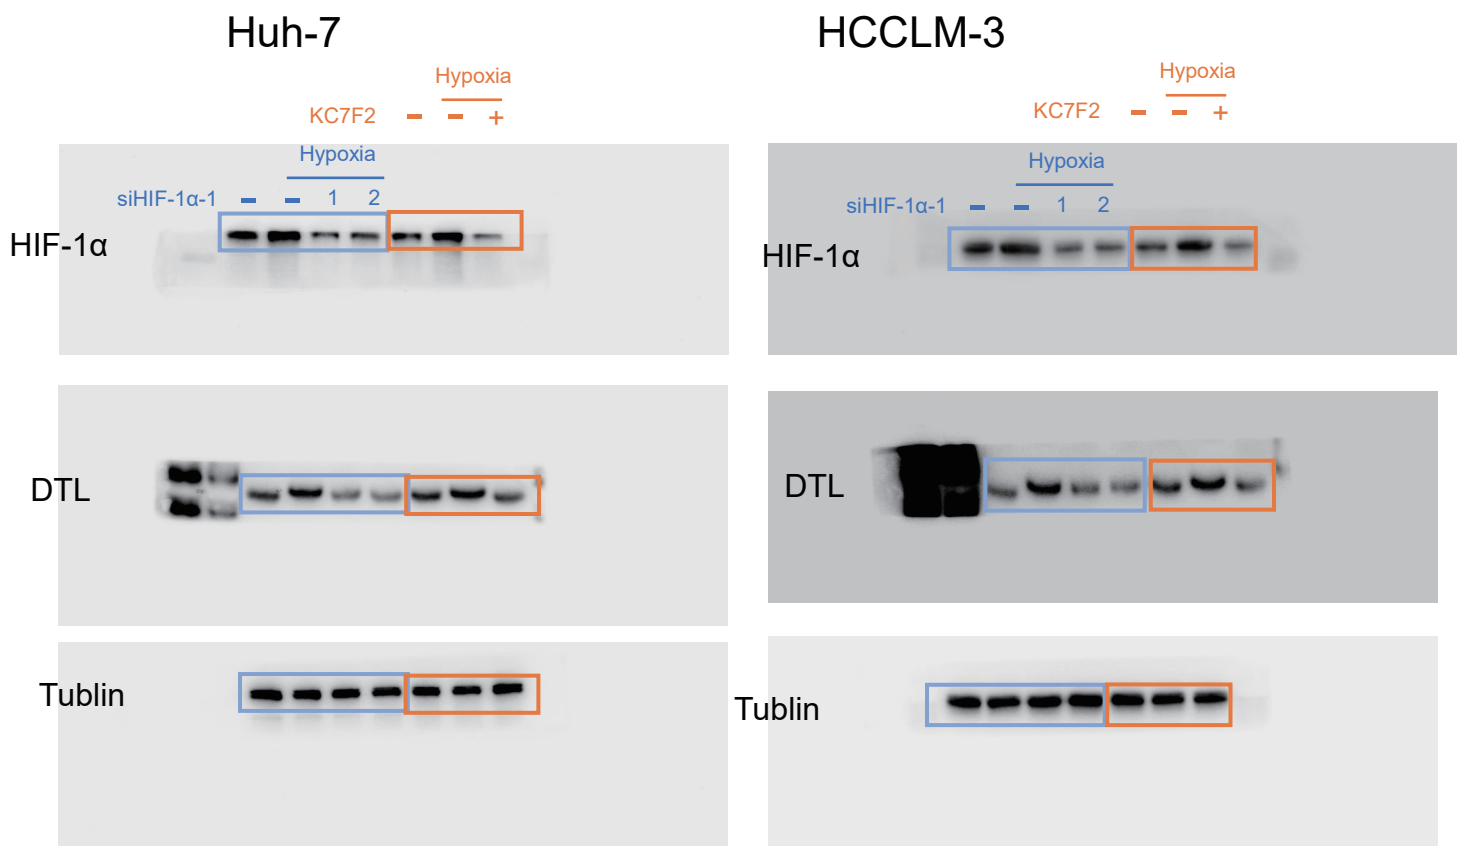 Huh-7
Hypoxia
KC7F2 - - +
Hypoxia
siHIF-1α-1 - - 1 2
HIF-1α
DTL
Tublin
HCCLM-3
Hypoxia
KC7F2 - - +
Hypoxia
siHIF-1α-1 - - 1 2
HIF-1α
DTL
Tublin